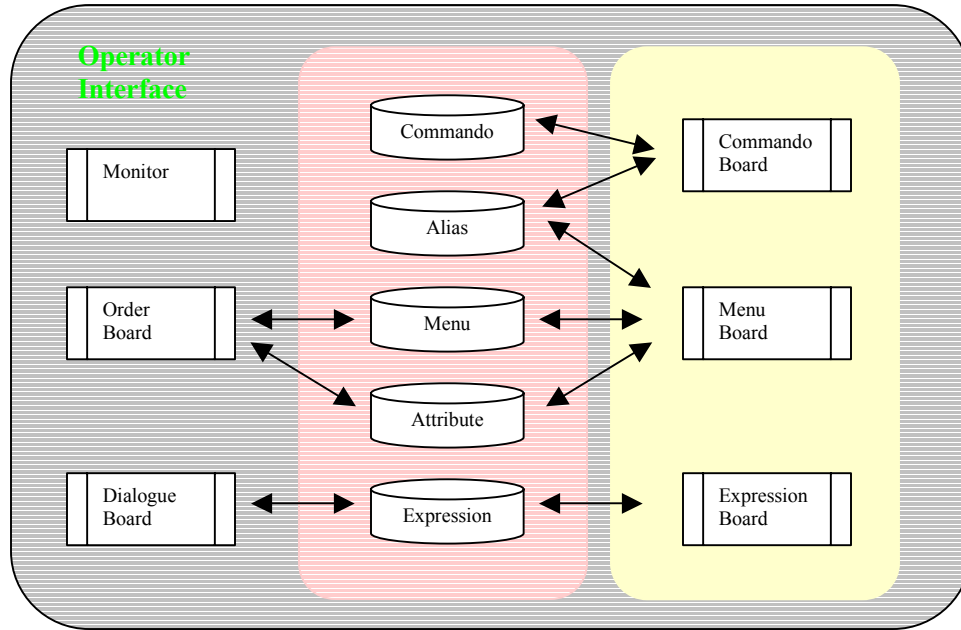 Operator
Interface
Monitor
Order
Board
Dialogue
Board
Commando
Alias
Menu
Attribute
Expression
Commando
Board
Menu
Board
Expression
Board